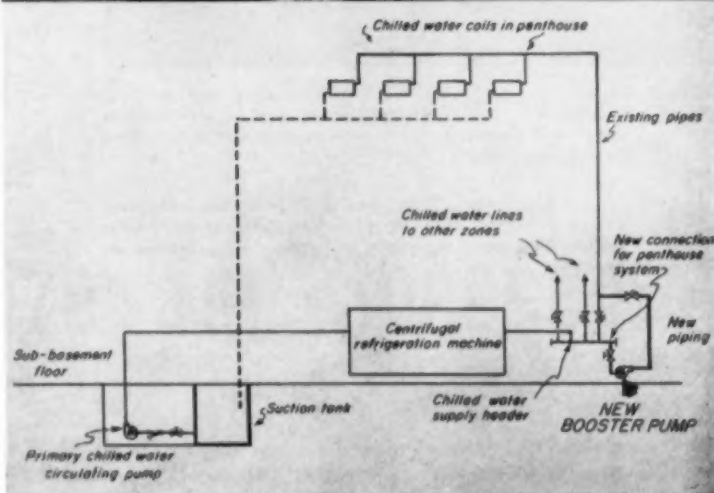 Chilled water coils in penthouse
Existing pipes
Chilled water lines
to other zones
New connection
for penthouse
system
Centrifugal
refrigeration machine
New
piping
Sub-basement
floor
Suction tank
Chilled water
supply header
NEW
BOOSTER PUMP
Primary chilled water
circulating pump